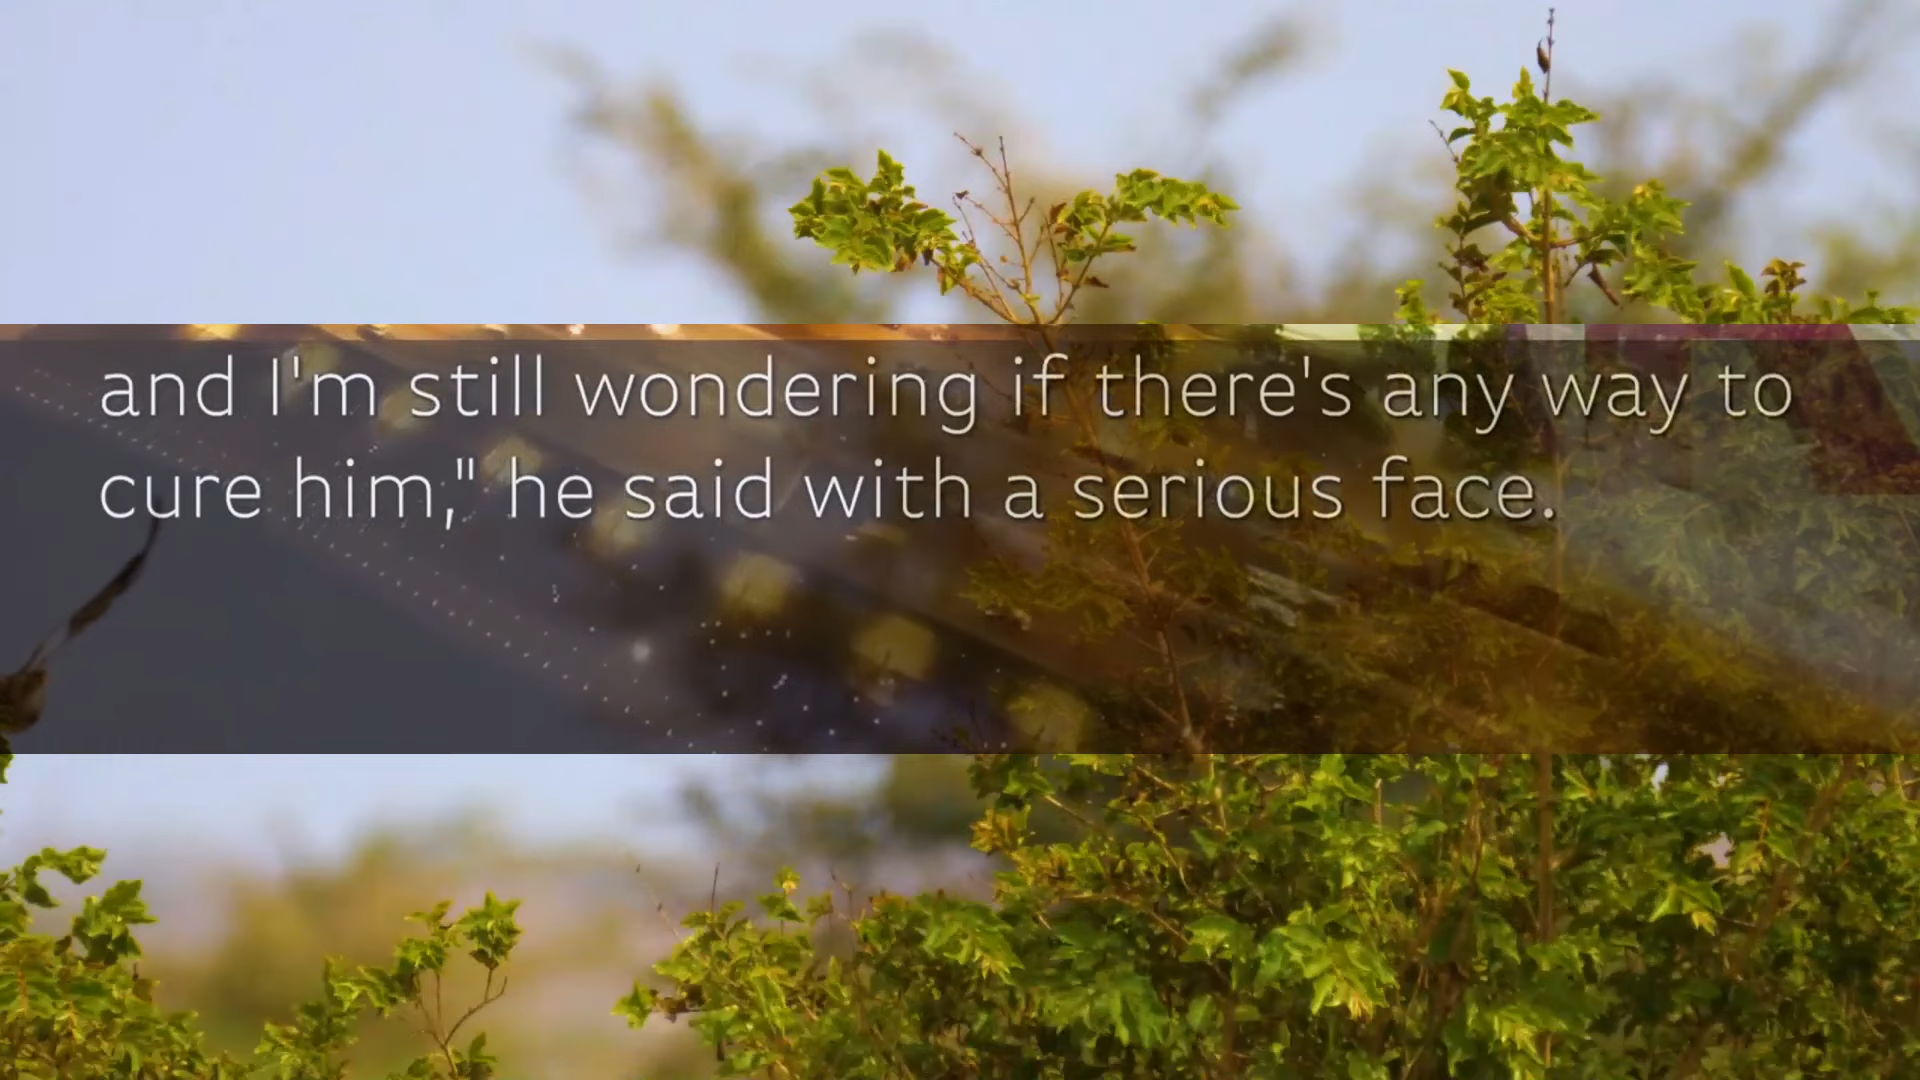 and I'm still wondering if there's any way to
cure him," he said with a serious face.